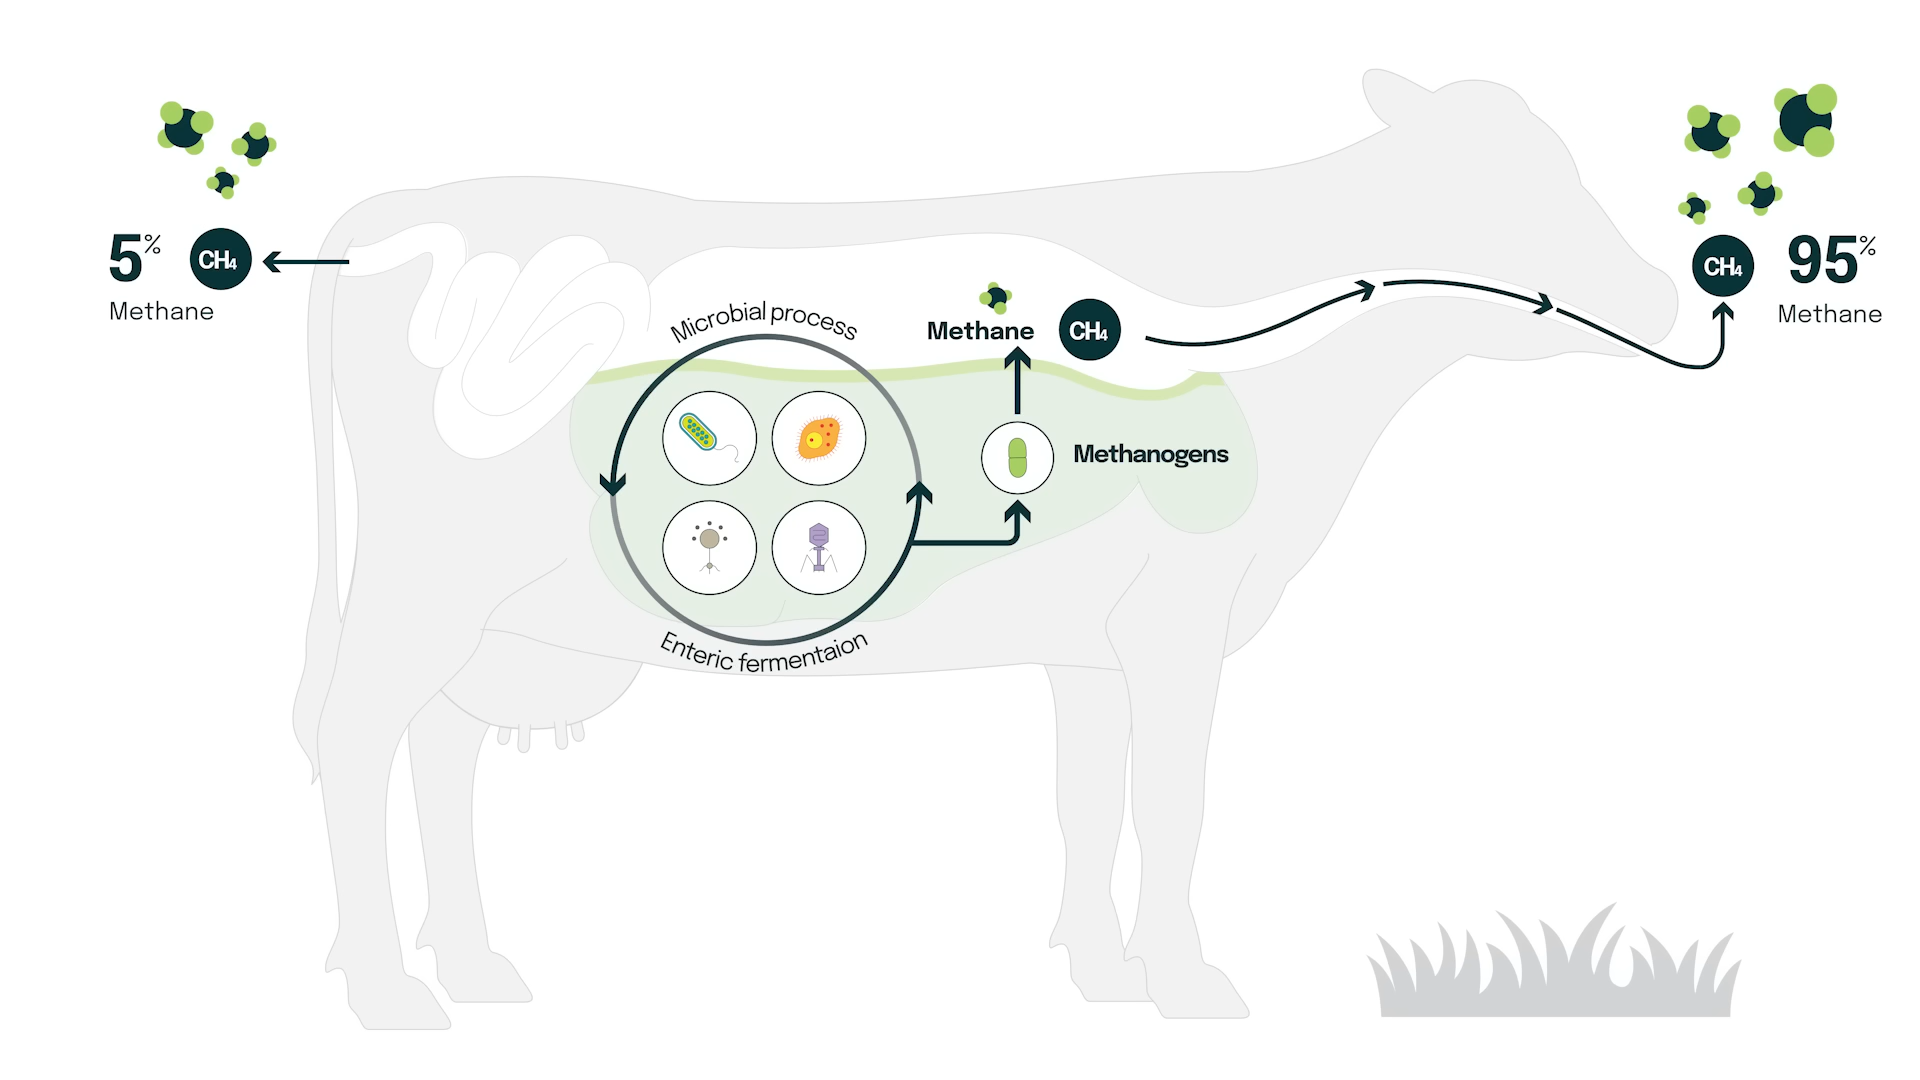 5%
CH₄
Methane
Microbial process
Enteric fermentaion
Methane
CH₄
Methanogens
CH₄
95%
Methane